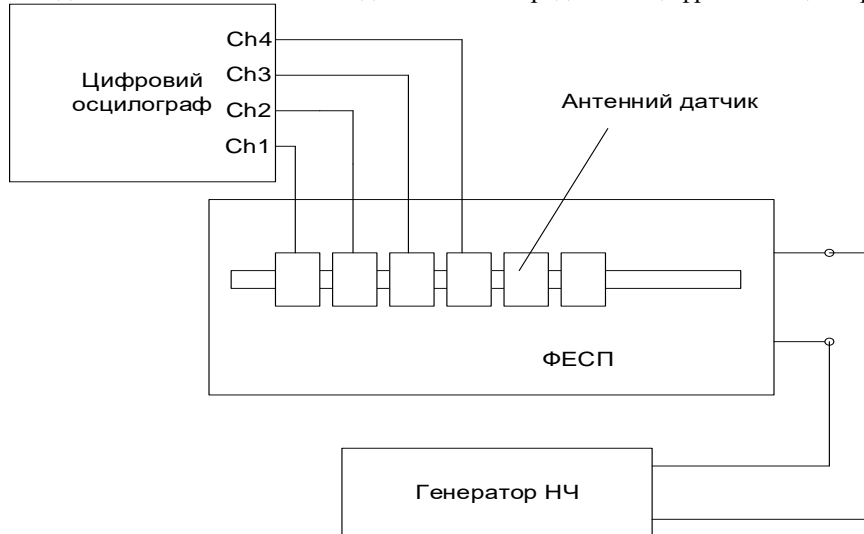 Ch4
Ch3
Цифровий
осцилограф
Ch2
Ch1
Антенний датчик
ФЕСП
Генератор НЧ